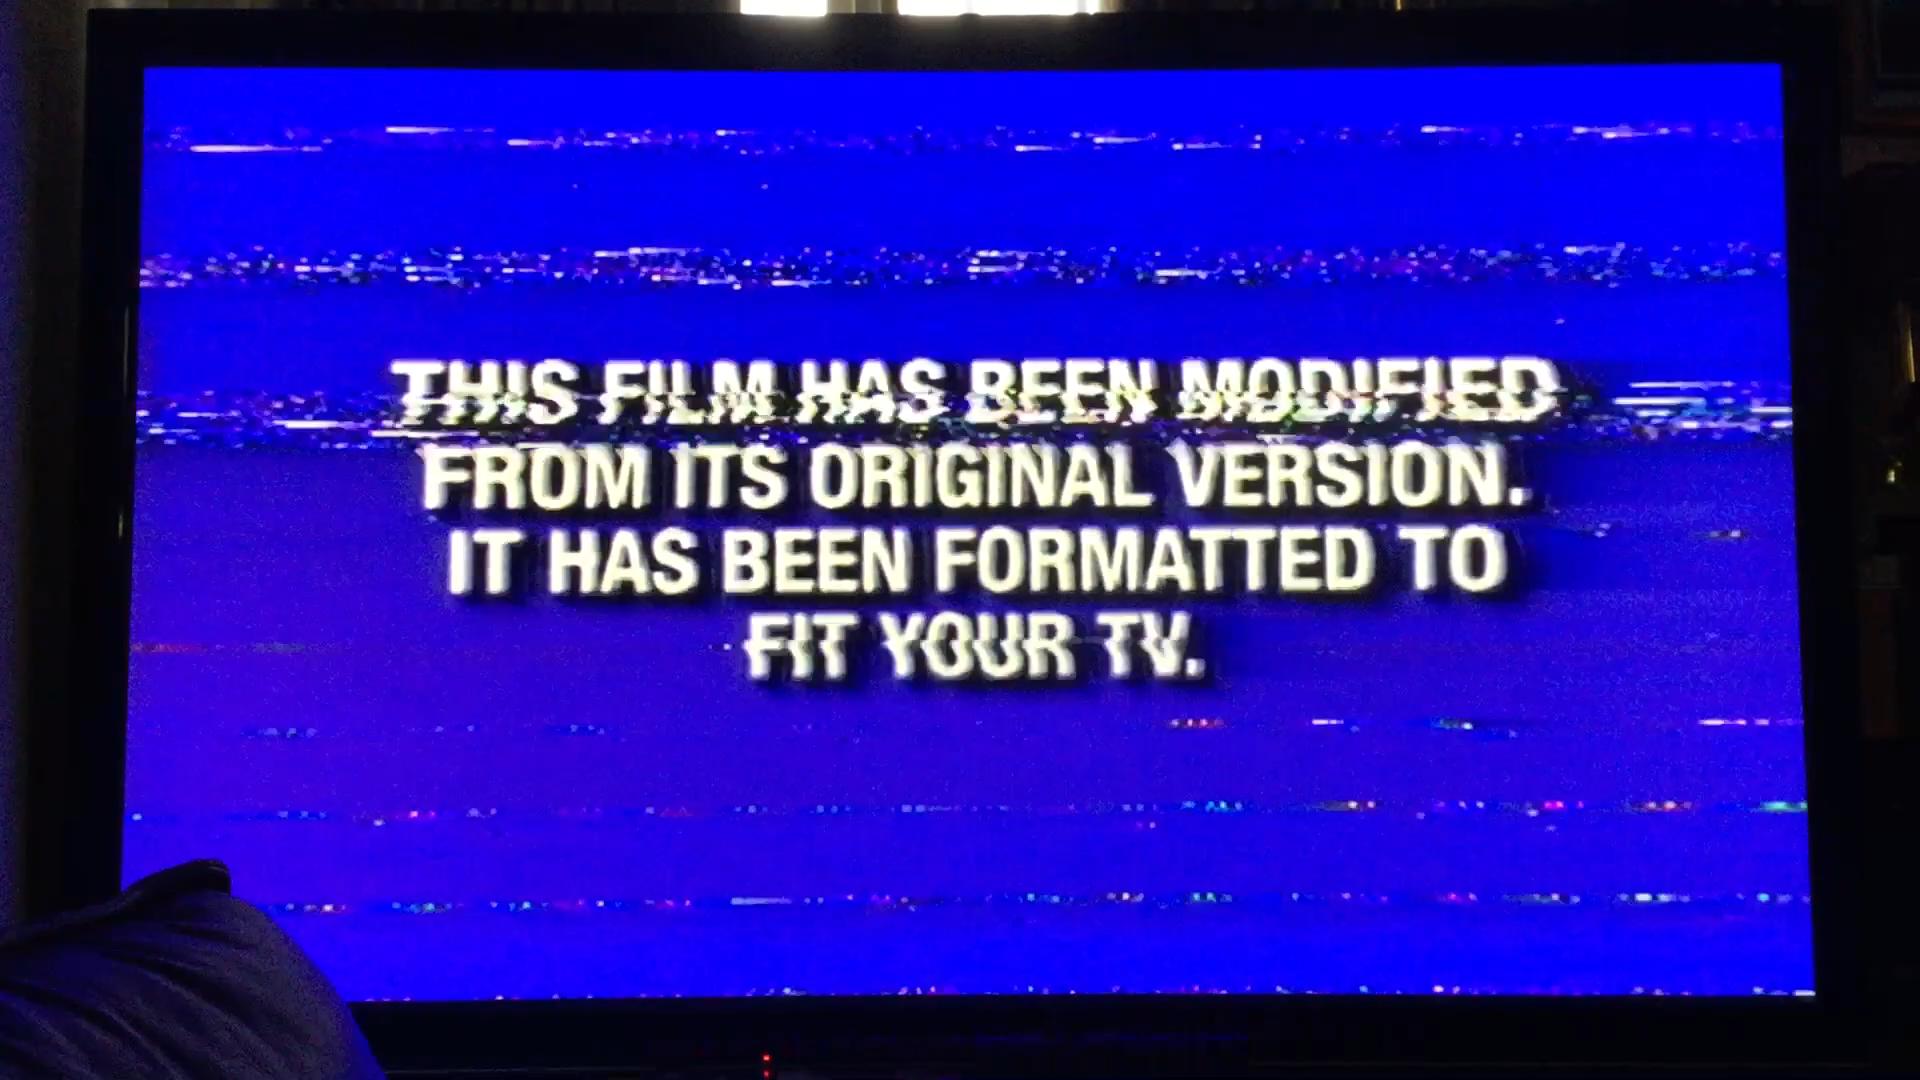 THIS FILM HAS BEEN MODIFIED
FROM ITS ORIGINAL VERSION.
IT HAS BEEN FORMATTED TO
FIT YOUR TV.